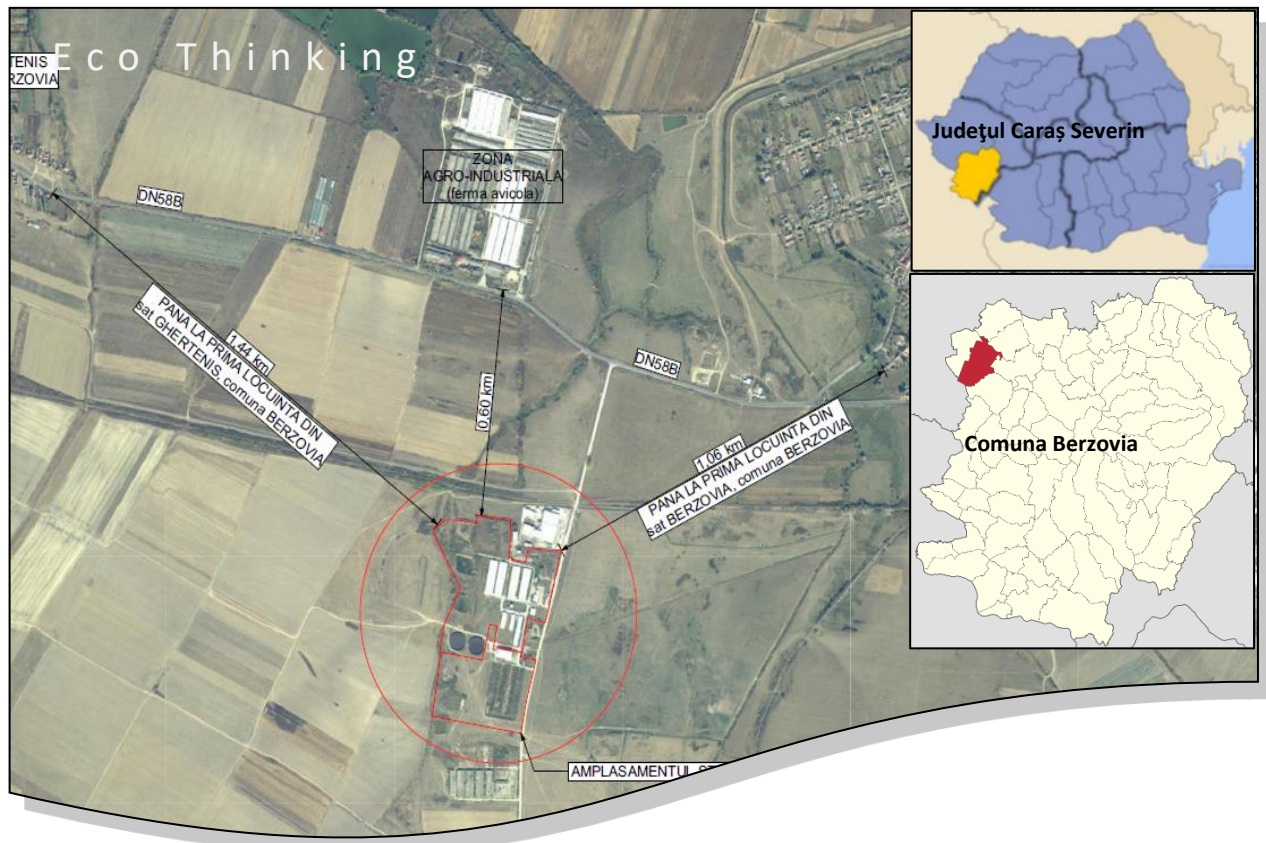 Eco Thinking
TENIS
RZOVIA
ZONA
AGRO-INDUSTRIALA
(ferma avicola)
DN58B
1,44 km
PANA LA PRIMA LOCUINTA DIN
sat GHERTENIS, comuna BERZOVIA
0,60 km
DN58B
1,06 km
PANA LA PRIMA LOCUINTA DIN
sat BERZOVIA, comuna BERZOVIA
AMPLASAMENTUL
Judeţul Caraș Severin
Comuna Berzovia